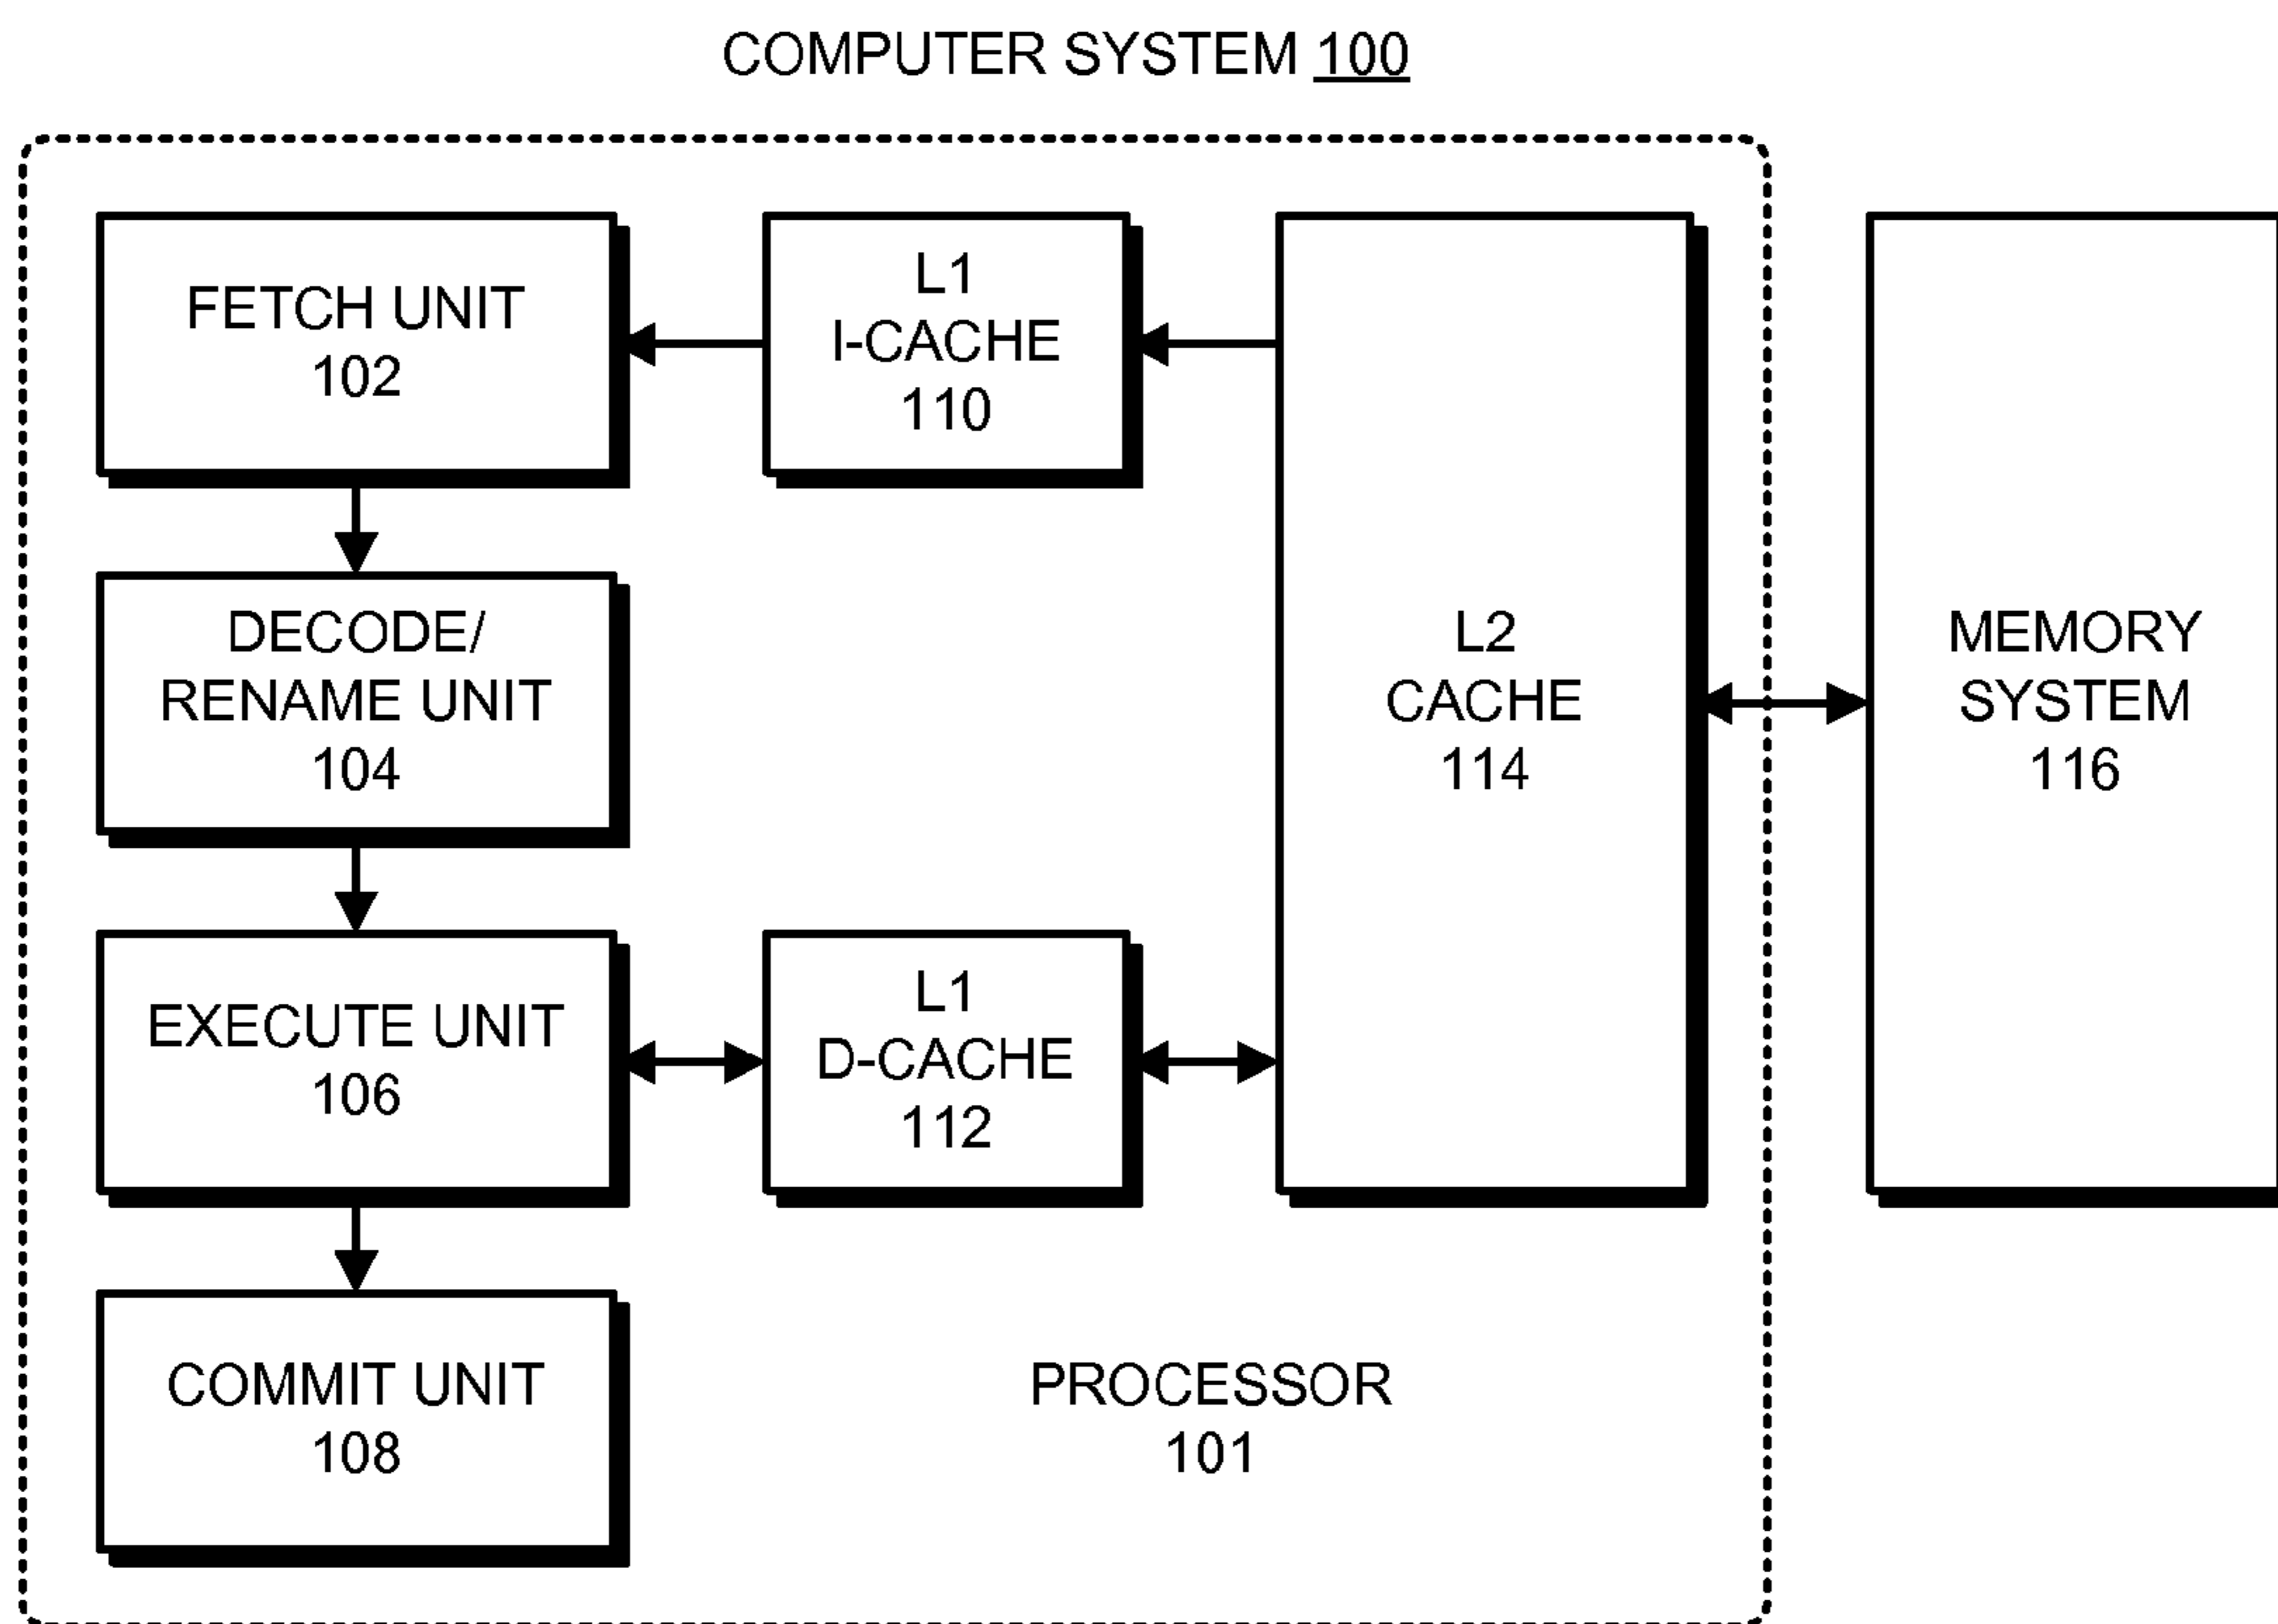 COMPUTER SYSTEM 100
FETCH UNIT
102
L1
I-CACHE
110
DECODE/
RENAME UNIT
104
L2
CACHE
114
MEMORY
SYSTEM
116
EXECUTE UNIT
106
L1
D-CACHE
112
COMMIT UNIT
108
PROCESSOR
101